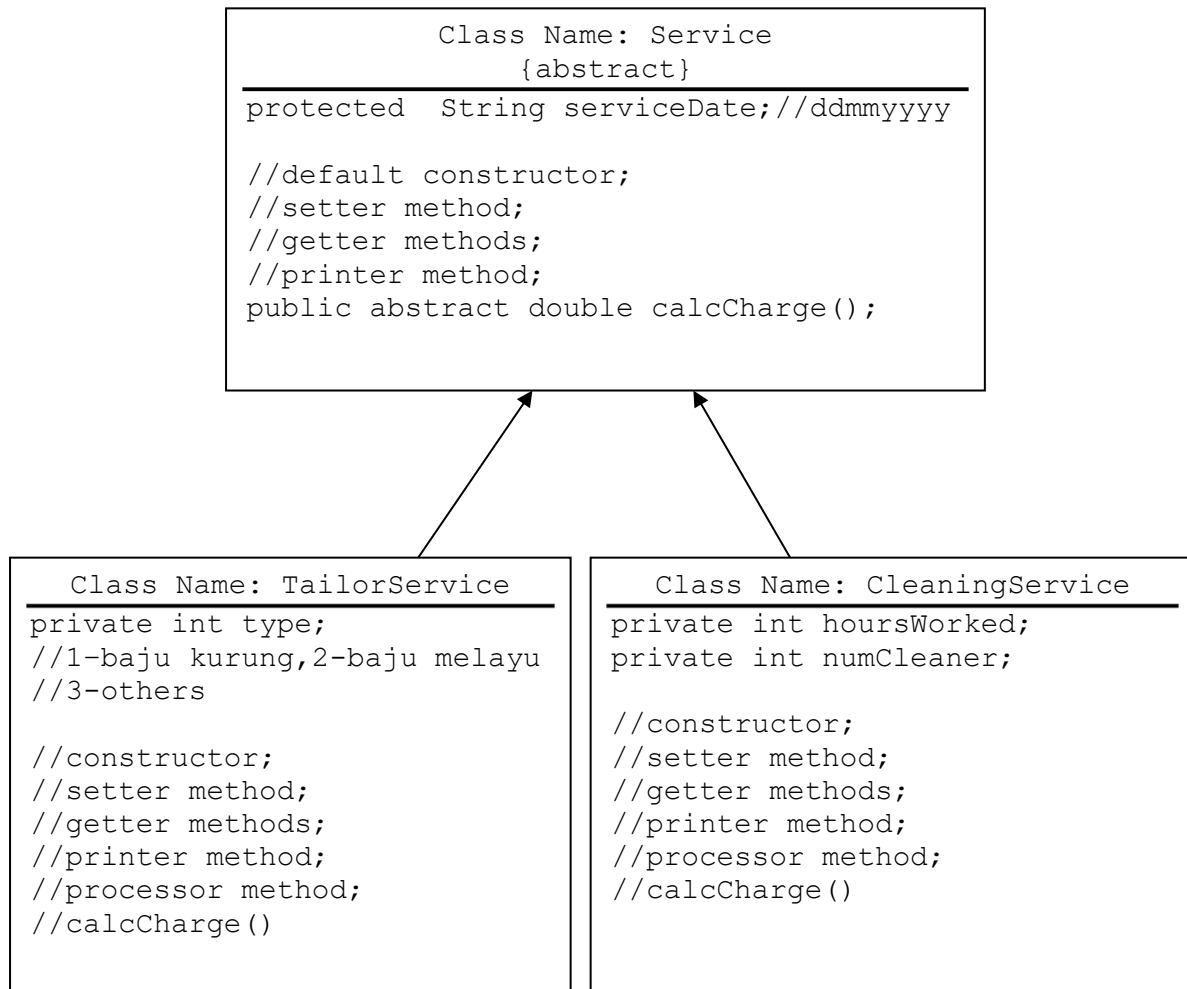 Class Name: Service
{abstract}
protected  String serviceDate;//ddmmyyyy
//default constructor;
//setter method;
//getter methods;
//printer method;
public abstract double calcCharge();
Class Name: TailorService
private int type;
//1–baju kurung,2-baju melayu
//3-others
//constructor;
//setter method;
//getter methods;
//printer method;
//processor method;
//calcCharge()
Class Name: CleaningService
private int hoursWorked;
private int numCleaner;
//constructor;
//setter method;
//getter methods;
//printer method;
//processor method;
//calcCharge()